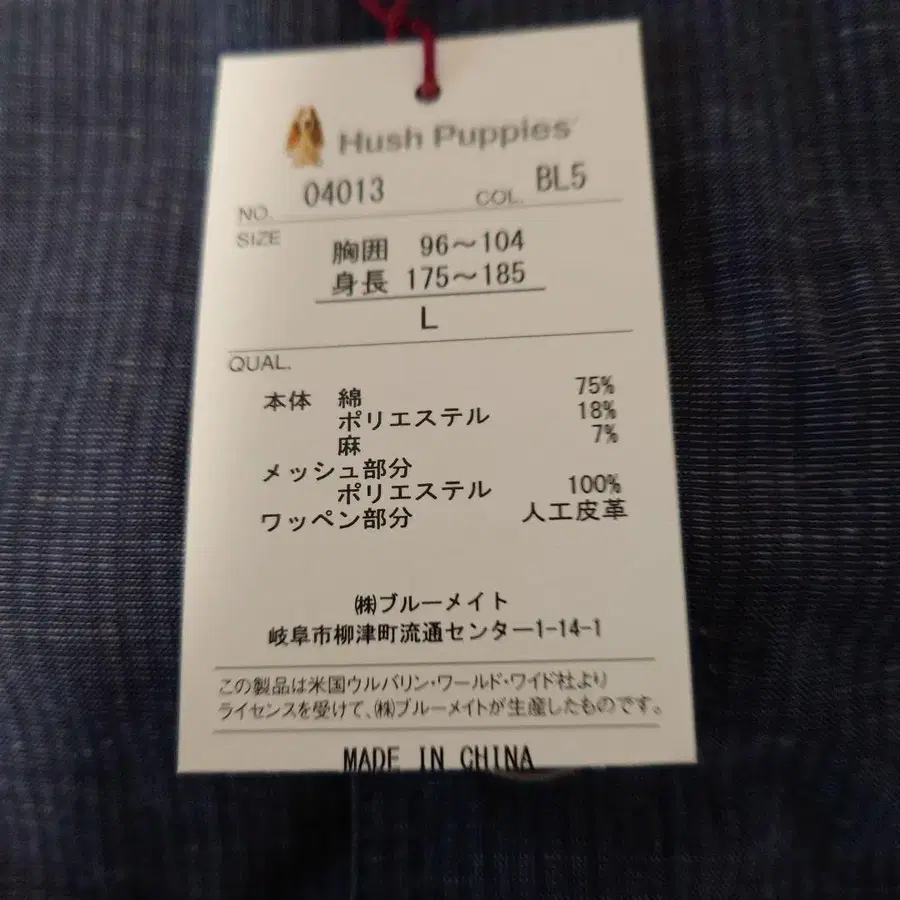 Hush Puppies
NO. 04013 COL. BL5
SIZE 胸囲 96～104
身長 175～185
L
QUAL.
本体 綿 75%
ポリエステル 18%
麻 7%
メッシュ部分
ポリエステル 100%
ワッペン部分 人工皮革
㈱ブルーメイト
岐阜市柳津町流通センター1-14-1
この製品は米国ウルバリン・ワールド・ワイド社より
ライセンスを受けて、㈱ブルーメイトが生産したものです。
MADE IN CHINA